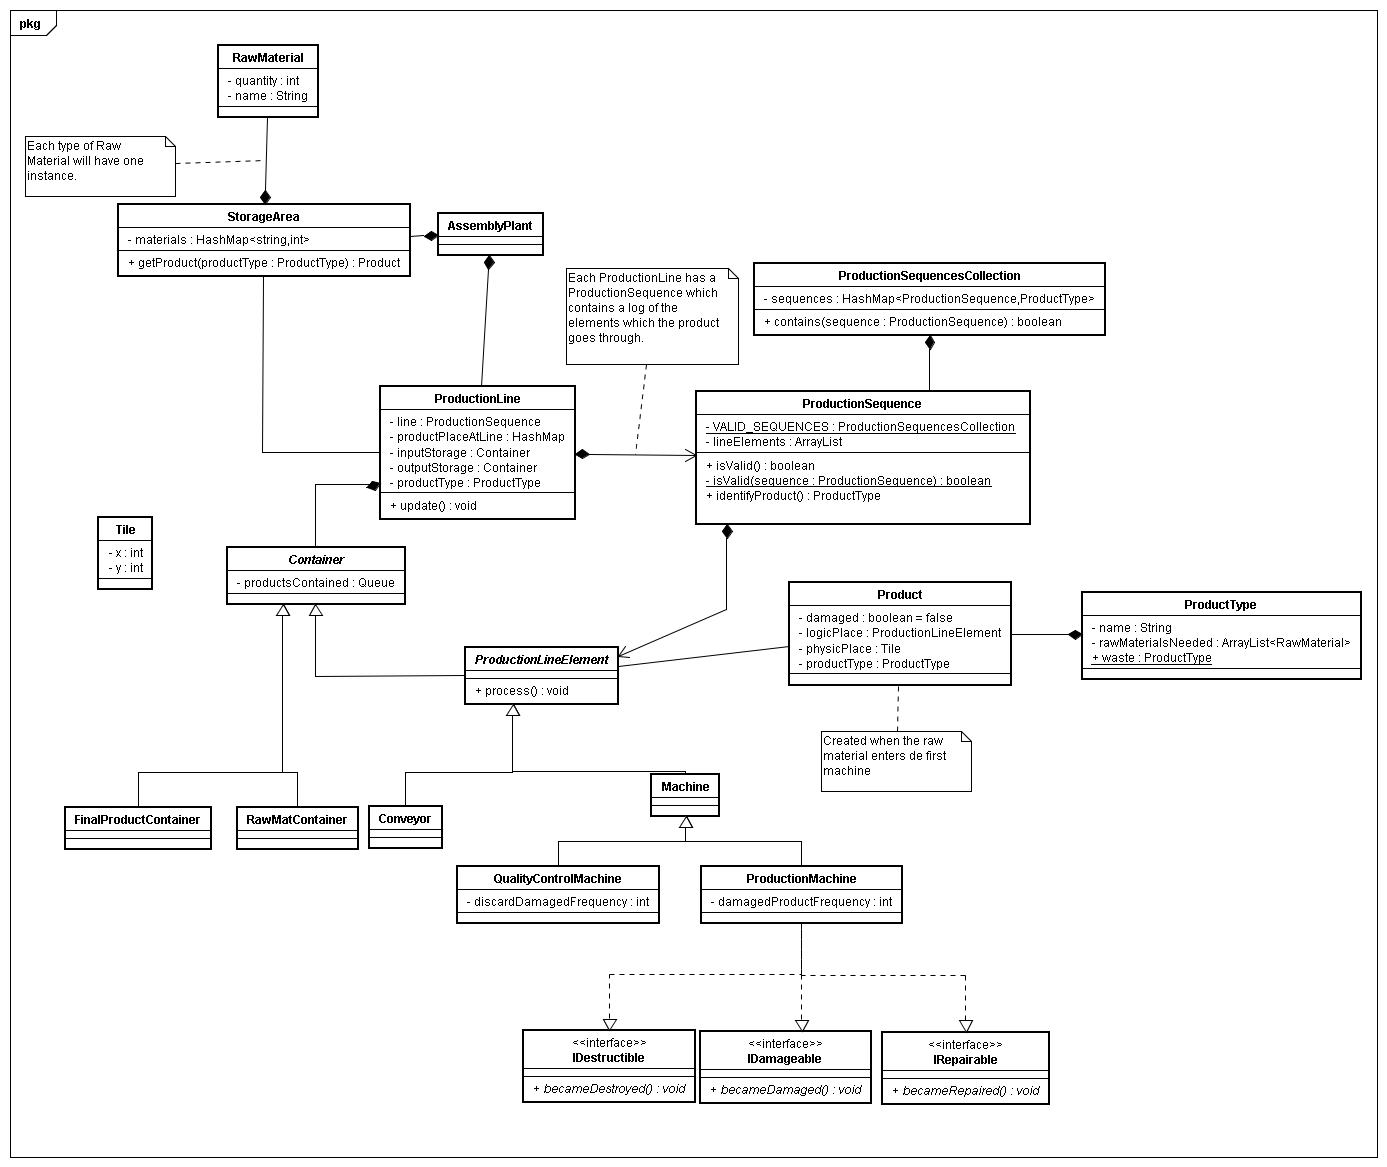 pkg
RawMaterial
- quantity : int
- name : String
Each type of Raw
Material will have one
instance.
StorageArea
- materials : HashMap<string,int>
+ getProduct(productType : ProductType) : Product
AssemblyPlant
Each ProductionLine has a
ProductionSequence which
contains a log of the
elements which the product
goes through.
ProductionSequencesCollection
- sequences : HashMap<ProductionSequence,ProductType>
+ contains(sequence : ProductionSequence) : boolean
ProductionLine
- line : ProductionSequence
- productPlaceAtLine : HashMap
- inputStorage : Container
- outputStorage : Container
- productType : ProductType
+ update() : void
ProductionSequence
- VALID_SEQUENCES : ProductionSequencesCollection
- lineElements : ArrayList
+ isValid() : boolean
- isValid(sequence : ProductionSequence) : boolean
+ identifyProduct() : ProductType
Tile
- x : int
- y : int
Container
- productsContained : Queue
ProductionLineElement
+ process() : void
Product
- damaged : boolean = false
- logicPlace : ProductionLineElement
- physicPlace : Tile
- productType : ProductType
ProductType
- name : String
- rawMaterialsNeeded : ArrayList<RawMaterial>
+ waste : ProductType
Created when the raw
material enters de first
machine
FinalProductContainer
RawMatContainer
Conveyor
Machine
QualityControlMachine
- discardDamagedFrequency : int
ProductionMachine
- damagedProductFrequency : int
<<interface>>
IDestructible
+ becameDestroyed() : void
<<interface>>
IDamageable
+ becameDamaged() : void
<<interface>>
IRepairable
+ becameRepaired() : void